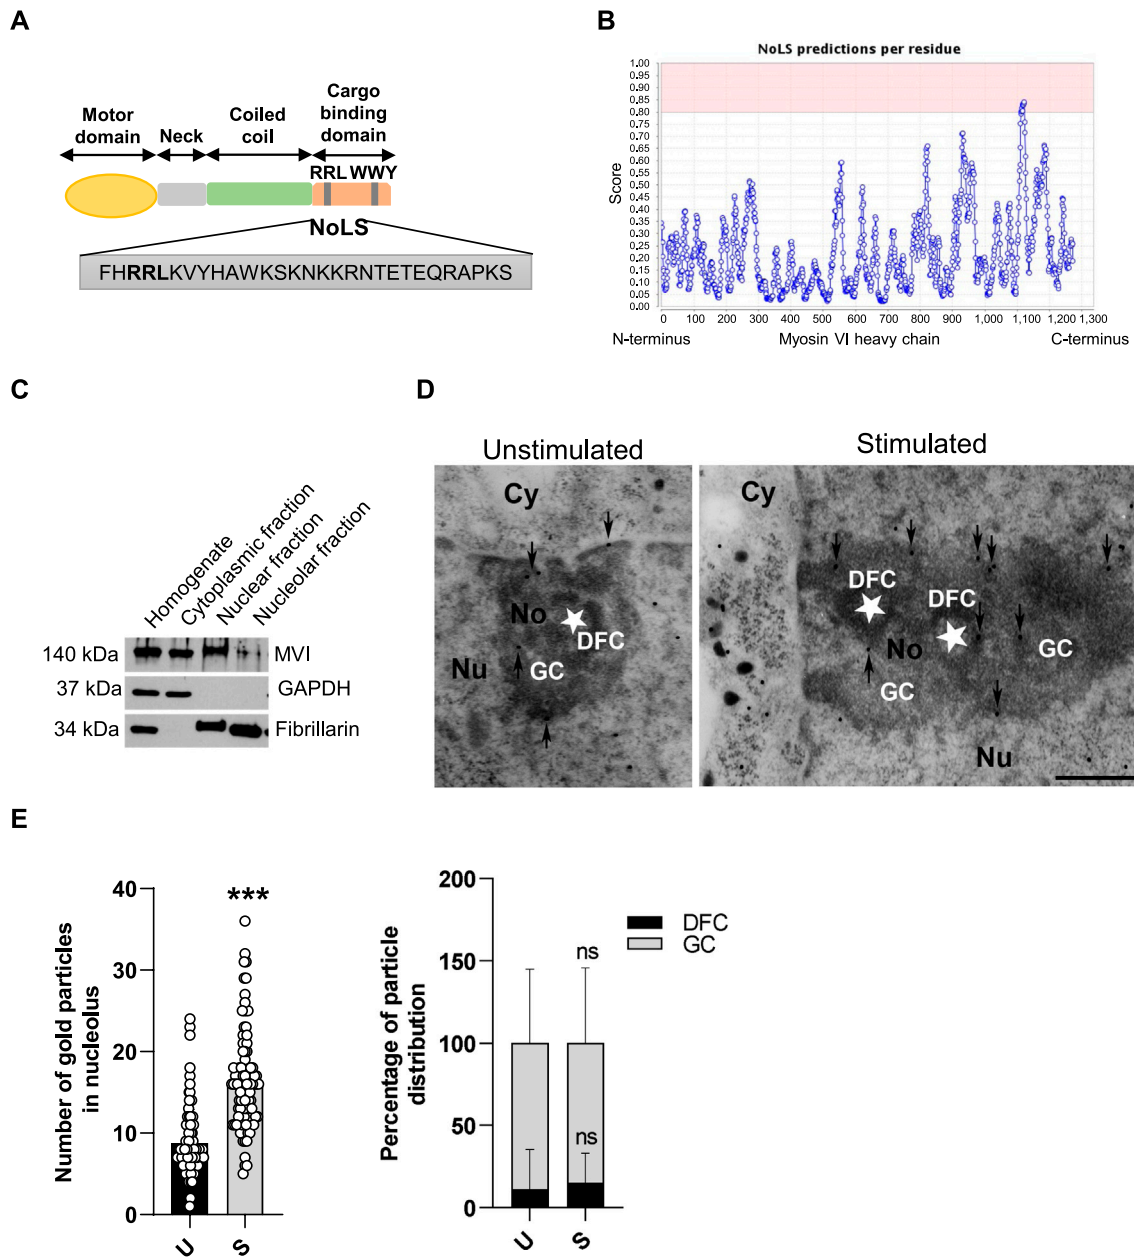 A
Motor
domain
Neck
Coiled
coil
Cargo
binding
domain
RRL WWY
NoLS
FHRRLKVYHAWKSKNKKRNTETEQRAPKS
B
NoLS predictions per residue
1.00
0.95
0.90
0.85
0.80
0.75
0.70
0.65
0.60
0.55
0.50
0.45
0.40
0.35
0.30
0.25
0.20
0.15
0.10
0.05
0.00
Score
0 100 200 300 400 500 600 700 800 900 1,000 1,100 1,200 1,300
N-terminus Myosin VI heavy chain C-terminus
C
Homogenate
Cytoplasmic fraction
Nuclear fraction
Nucleolar fraction
140 kDa MVI
37 kDa GAPDH
34 kDa Fibrillarin
D
Unstimulated
Cy
No
DFC
GC
Nu
Stimulated
Cy
DFC
DFC
No
GC
GC
Nu
E
Number of gold particles
in nucleolus
40
30
20
10
0
***
U S
Percentage of particle
distribution
200
150
100
50
0
ns
ns
U S
DFC
GC